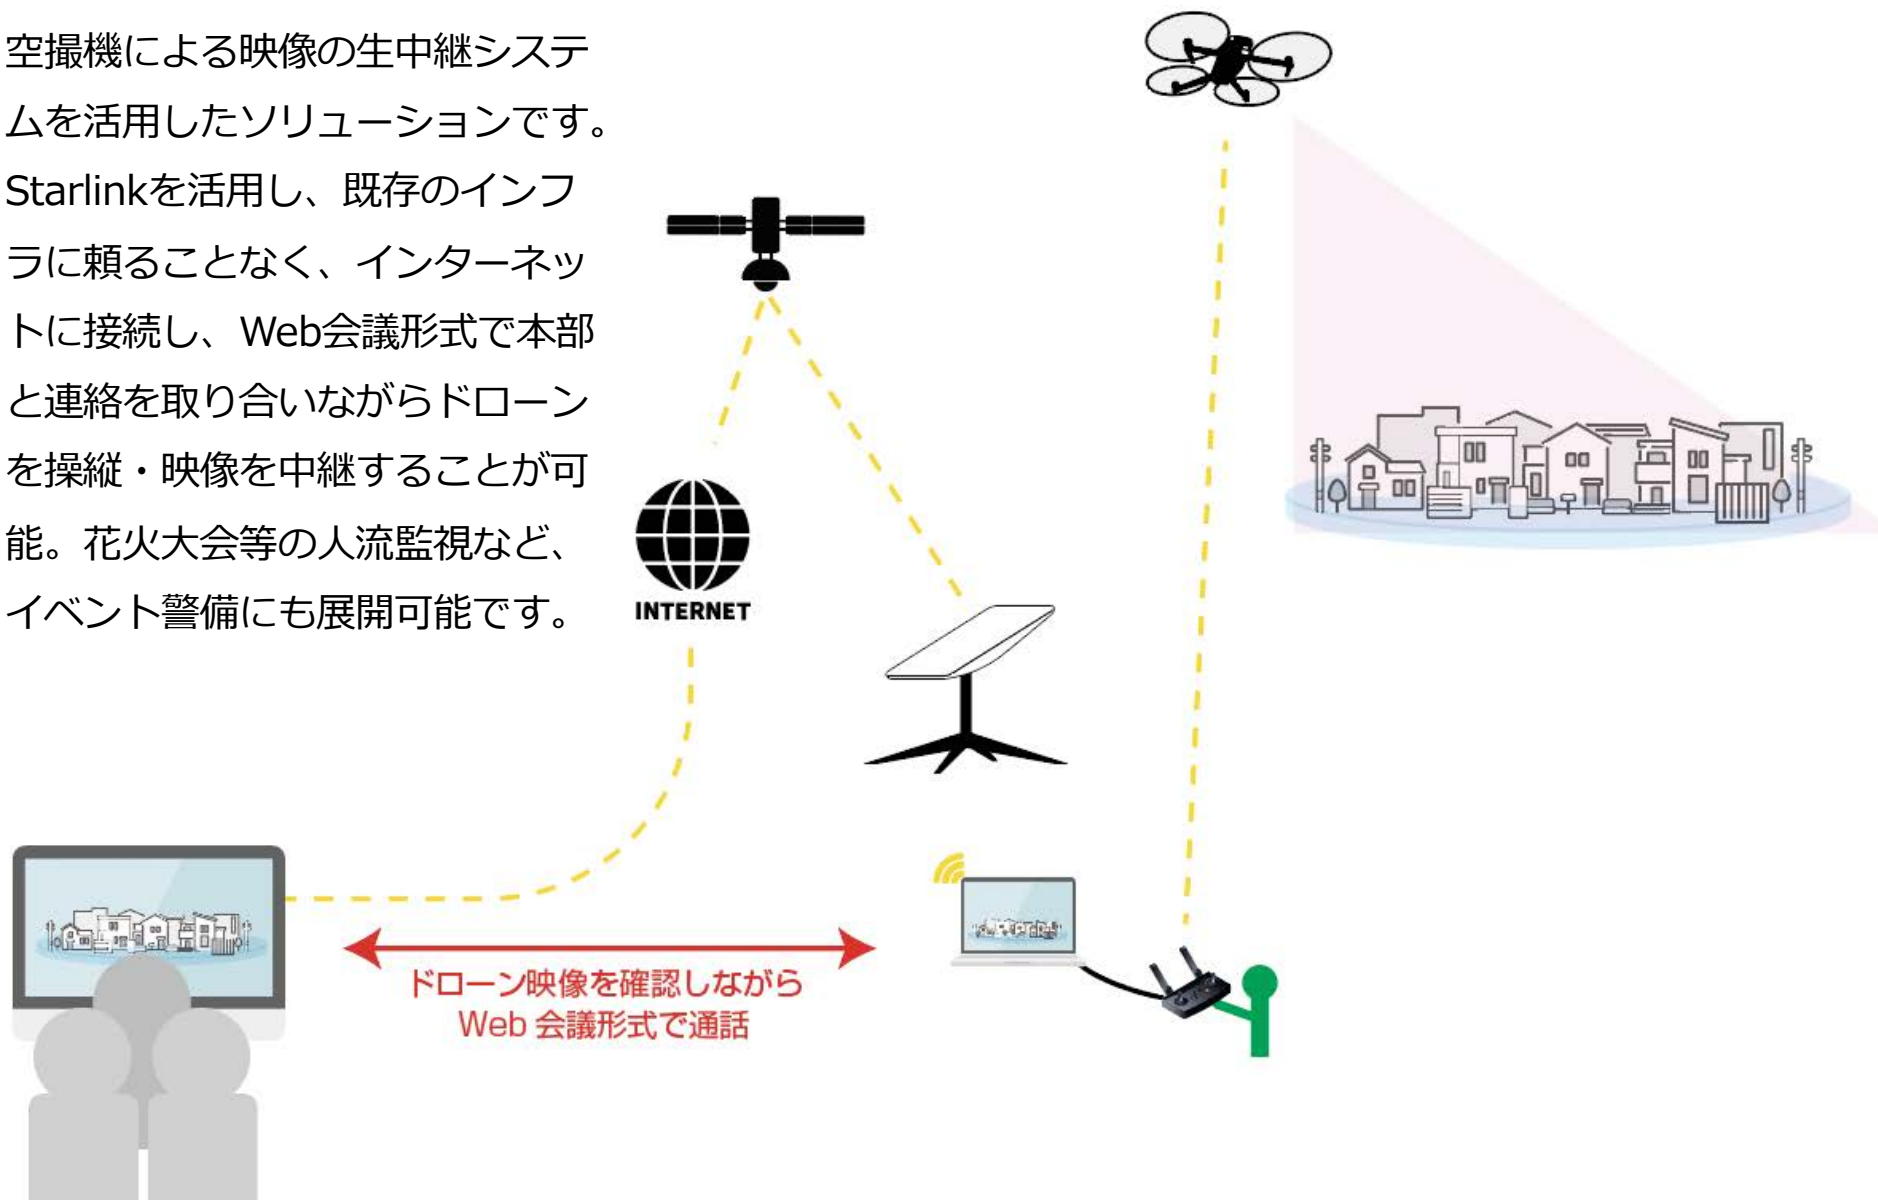 空撮機による映像の生中継システ
ムを活用したソリューションです。
Starlinkを活用し、既存のインフ
ラに頼ることなく、インターネッ
トに接続し、Web会議形式で本部
と連絡を取り合いながらドローン
を操縦・映像を中継することが可
能。花火大会等の人流監視など、
イベント警備にも展開可能です。
INTERNET
ドローン映像を確認しながら
Web 会議形式で通話